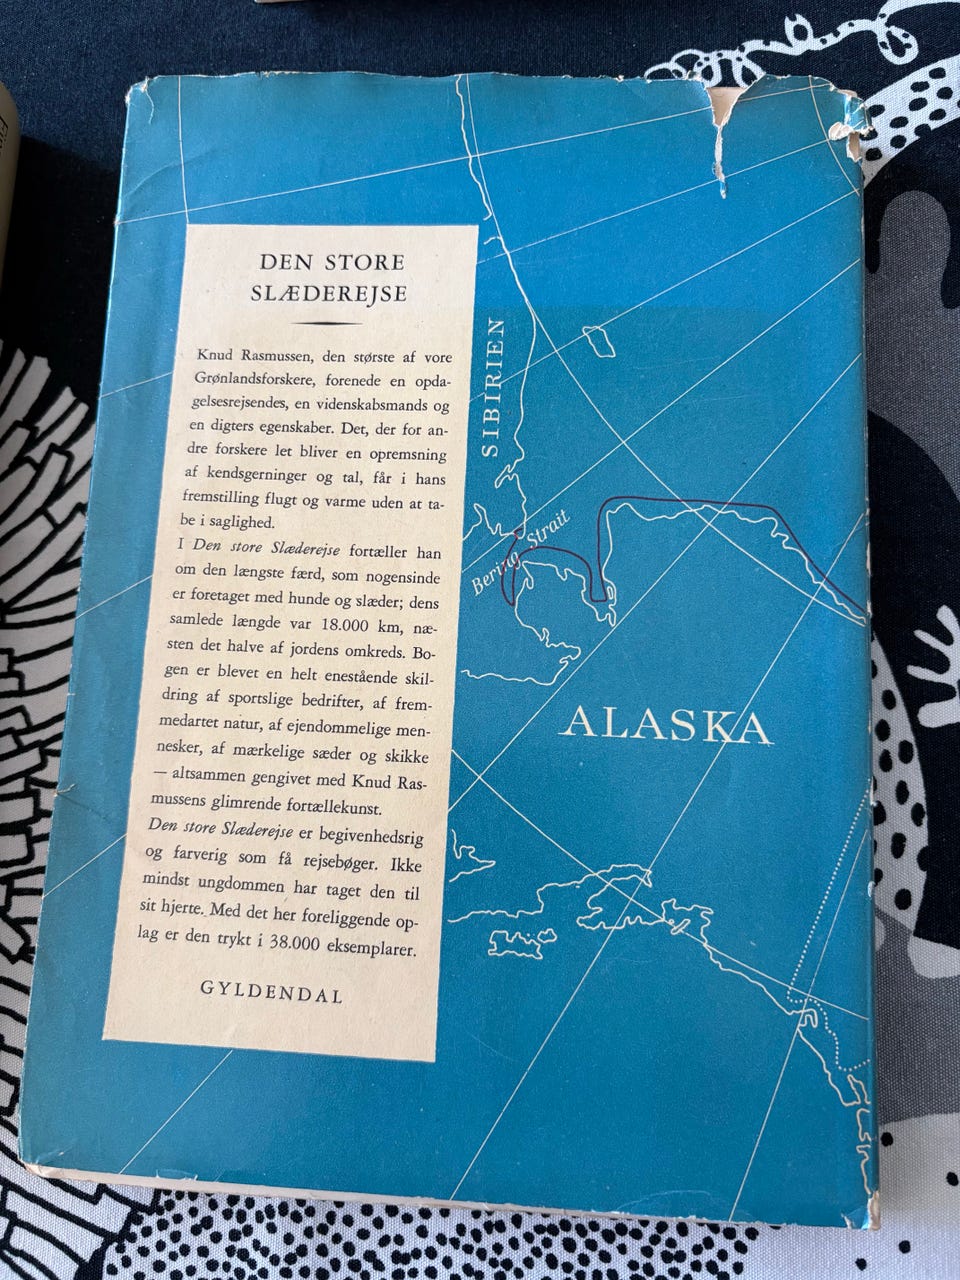 DEN STORE
SLÆDEREJSE
Knud Rasmussen, den største af vore
Grønlandsforskere, forenede en opda-
gelsesrejsendes, en videnskabsmands og
en digters egenskaber. Det, der for an-
dre forskere let bliver en opremsning
af kendsgerninger og tal, får i hans
fremstilling flugt og varme uden at ta-
be i saglighed.
I Den store Slæderejse fortæller han
om den længste færd, som nogensinde
er foretaget med hunde og slæder; dens
samlede længde var 18.000 km, næ-
sten det halve af jordens omkreds. Bo-
gen er blevet en helt enestående skil-
dring af sportslige bedrifter, af frem-
medartet natur, af ejendommelige men-
nesker, af mærkelige sæder og skikke
— altsammen gengivet med Knud Ras-
mussens glimrende fortællekunst.
Den store Slæderejse er begivenhedsrig
og farverig som få rejsebøger. Ikke
mindst ungdommen har taget den til
sit hjerte. Med det her foreliggende op-
lag er den trykt i 38.000 eksemplarer.
GYLDENDAL
SIBIRIEN
Bering Strait
ALASKA